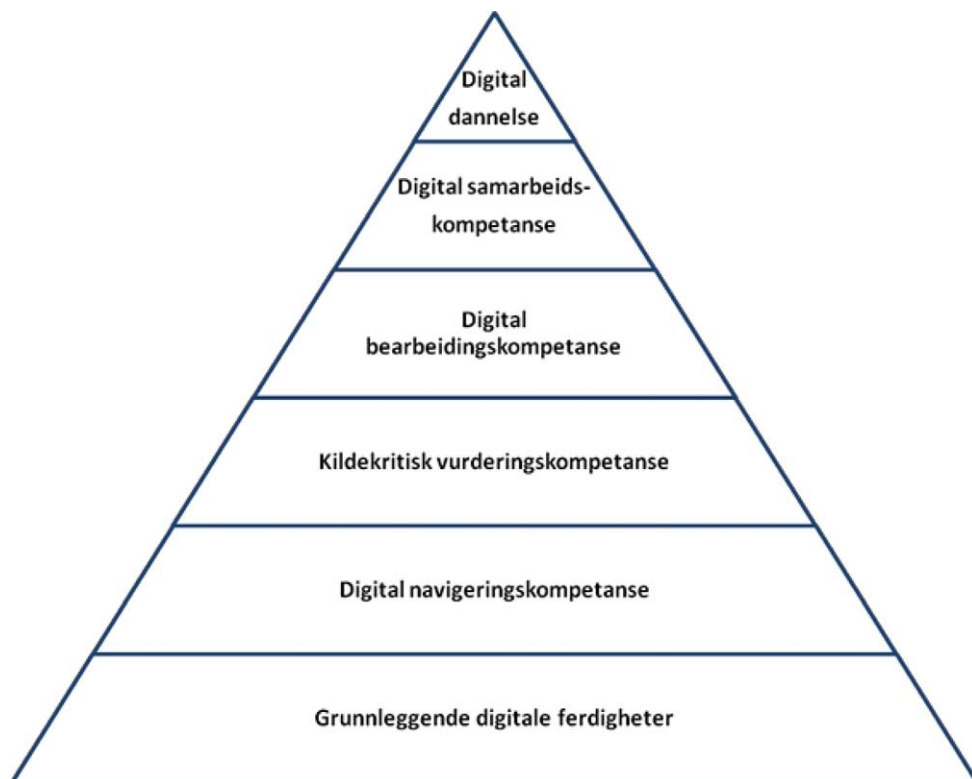 Digital
dannelse
Digital samarbeids-
kompetanse
Digital
bearbeidingskompetanse
Kildekritisk vurderingskompetanse
Digital navigeringskompetanse
Grunnleggende digitale ferdigheter